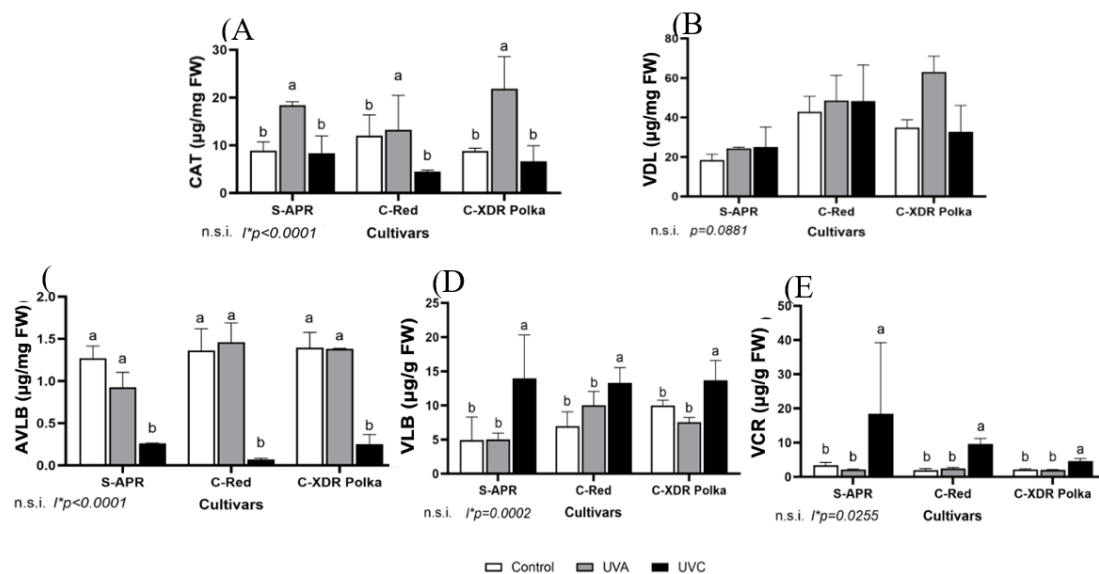 (A
CAT (µg/mg FW)
30
20
10
0
b
a
b
b
a
b
b
a
b
S-APR
C-Red
C-XDR Polka
n.s.i. I*p<0.0001
Cultivars
(B
VDL (µg/mg FW)
80
60
40
20
0
S-APR
C-Red
C-XDR Polka
n.s.i. p=0.0881
Cultivars
(
AVLB (µg/mg FW)
2.0
1.5
1.0
0.5
0.0
a
a
b
a
a
b
a
a
b
S-APR
C-Red
C-XDR Polka
n.s.i. I*p<0.0001
Cultivars
(D
VLB (µg/g FW)
25
20
15
10
5
0
b
b
a
b
b
a
b
b
a
S-APR
C-Red
C-XDR Polka
n.s.i. I*p=0.0002
Cultivars
(E
VCR (µg/g FW)
50
40
30
20
10
0
b
b
a
b
b
a
b
b
a
S-APR
C-Red
C-XDR Polka
n.s.i. I*p=0.0255
Cultivars
Control UVA UVC